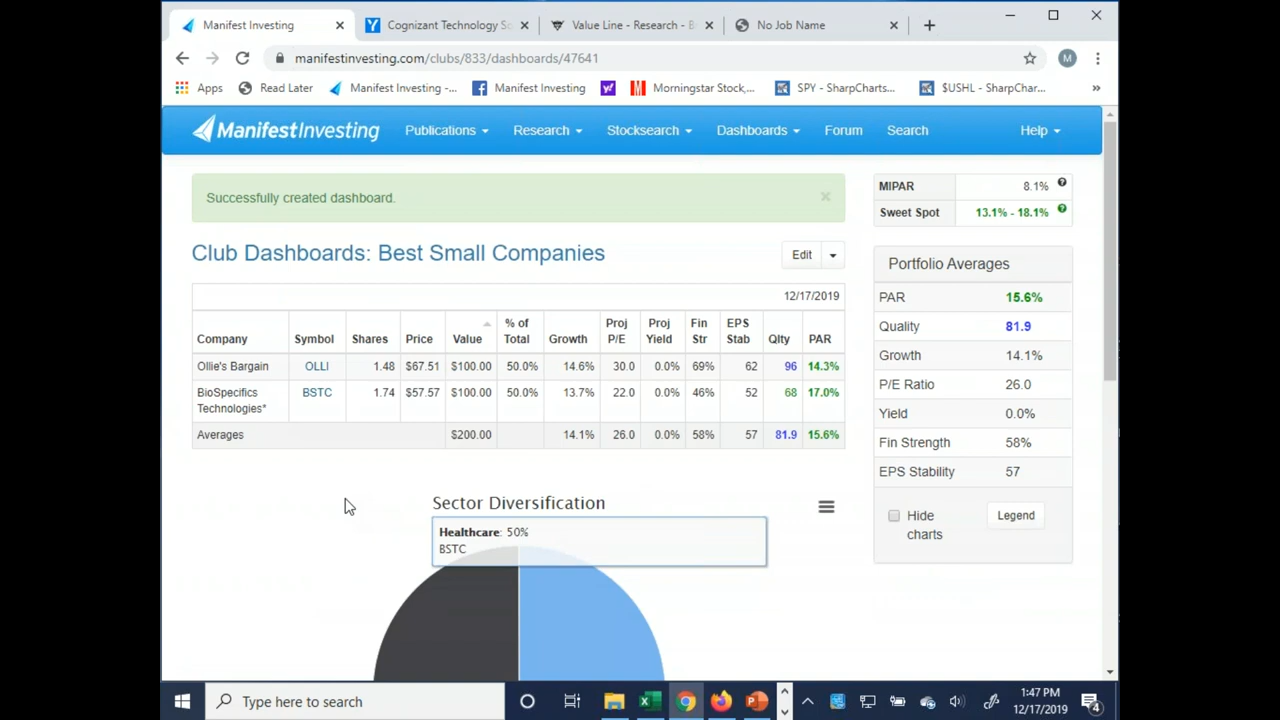 Manifest Investing
Cognizant Technology So
Value Line - Research - B
No Job Name
manifestinvesting.com/clubs/833/dashboards/47641
M
Apps
Read Later
Manifest Investing -...
Manifest Investing
Morningstar Stock,...
SPY - SharpCharts...
$USHL - SharpChar...
»
ManifestInvesting
Publications
Research
Stocksearch
Dashboards
Forum
Search
Help
Successfully created dashboard.
×
MIPAR 8.1%
Sweet Spot 13.1% - 18.1%
Club Dashboards: Best Small Companies
Edit
12/17/2019
Company Symbol Shares Price Value % of Total Growth Proj P/E Proj Yield Fin Str EPS Stab Qlty PAR
Ollie's Bargain OLLI 1.48 $67.51 $100.00 50.0% 14.6% 30.0 0.0% 69% 62 96 14.3%
BioSpecifics Technologies* BSTC 1.74 $57.57 $100.00 50.0% 13.7% 22.0 0.0% 46% 52 68 17.0%
Averages $200.00 14.1% 26.0 0.0% 58% 57 81.9 15.6%
Portfolio Averages
PAR 15.6%
Quality 81.9
Growth 14.1%
P/E Ratio 26.0
Yield 0.0%
Fin Strength 58%
EPS Stability 57
Hide charts
Legend
Sector Diversification
Healthcare: 50%
BSTC
Type here to search
1:47 PM
12/17/2019
4